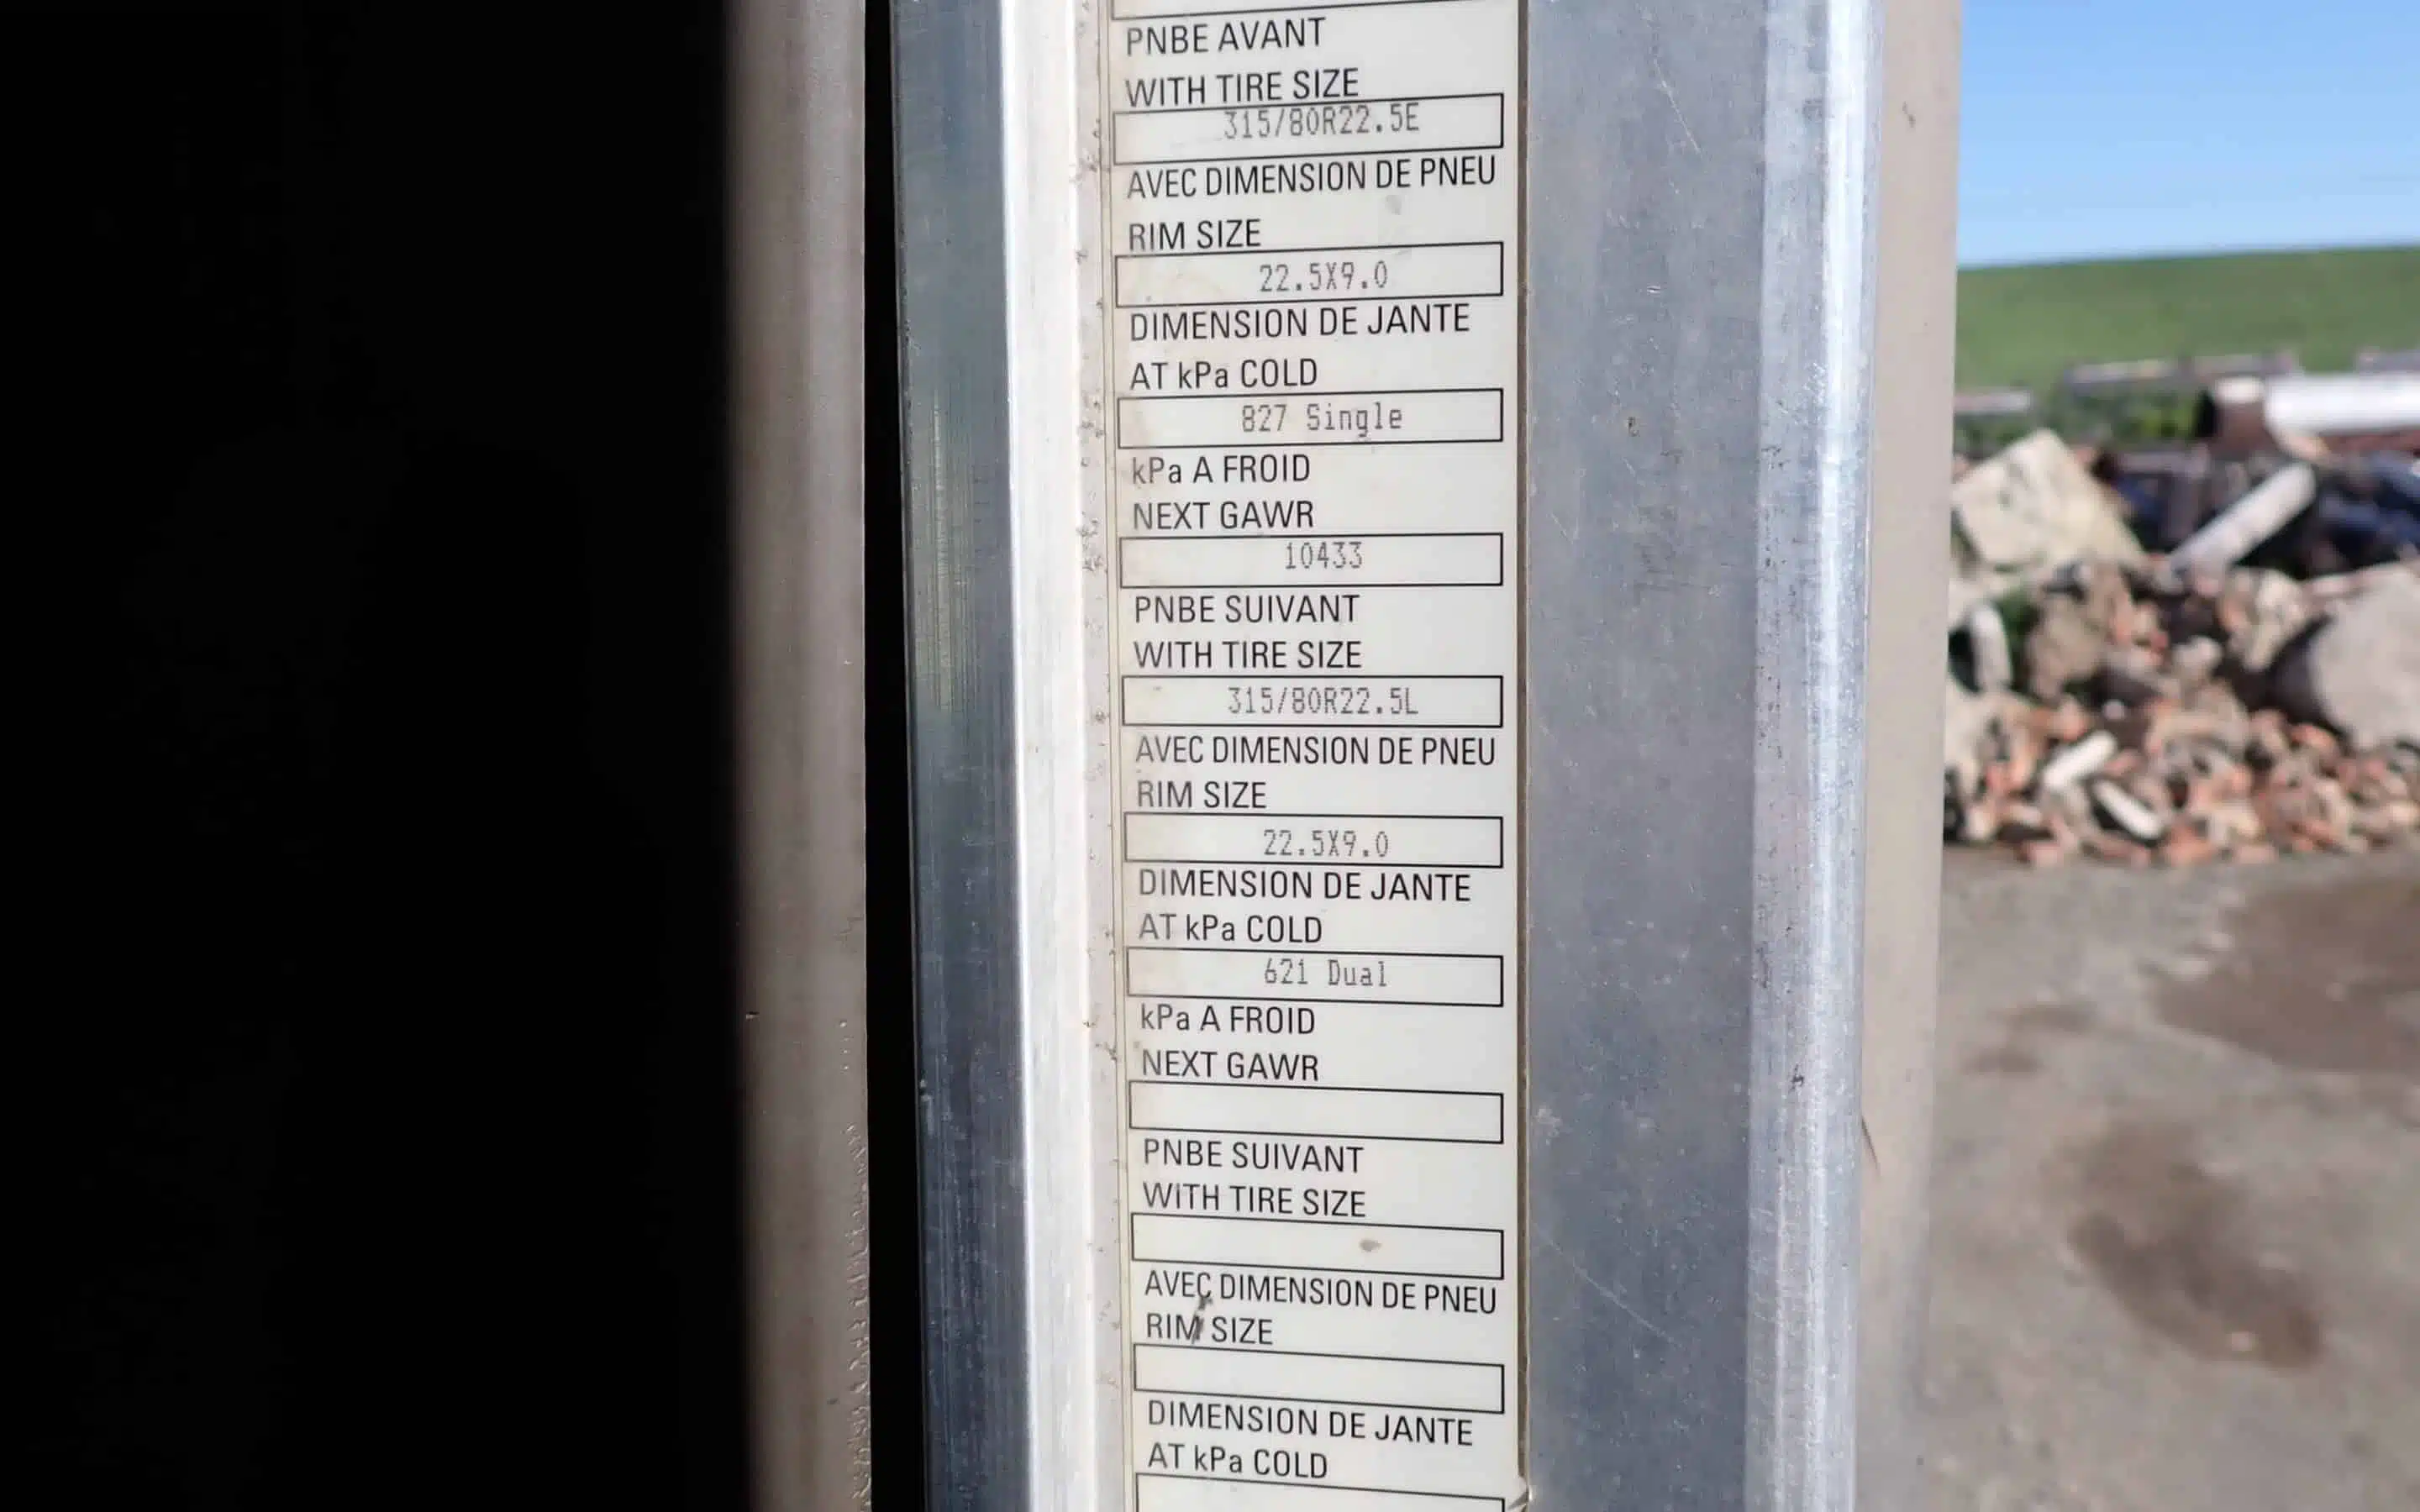 PNBE AVANT
WITH TIRE SIZE
315/80R22.5E
AVEC DIMENSION DE PNEU
RIM SIZE
22.5X9.0
DIMENSION DE JANTE
AT kPa COLD
827 Single
kPa A FROID
NEXT GAWR
10433
PNBE SUIVANT
WITH TIRE SIZE
315/80R22.5L
AVEC DIMENSION DE PNEU
RIM SIZE
22.5X9.0
DIMENSION DE JANTE
AT kPa COLD
621 Dual
kPa A FROID
NEXT GAWR
PNBE SUIVANT
WITH TIRE SIZE
AVEC DIMENSION DE PNEU
RIM SIZE
DIMENSION DE JANTE
AT kPa COLD